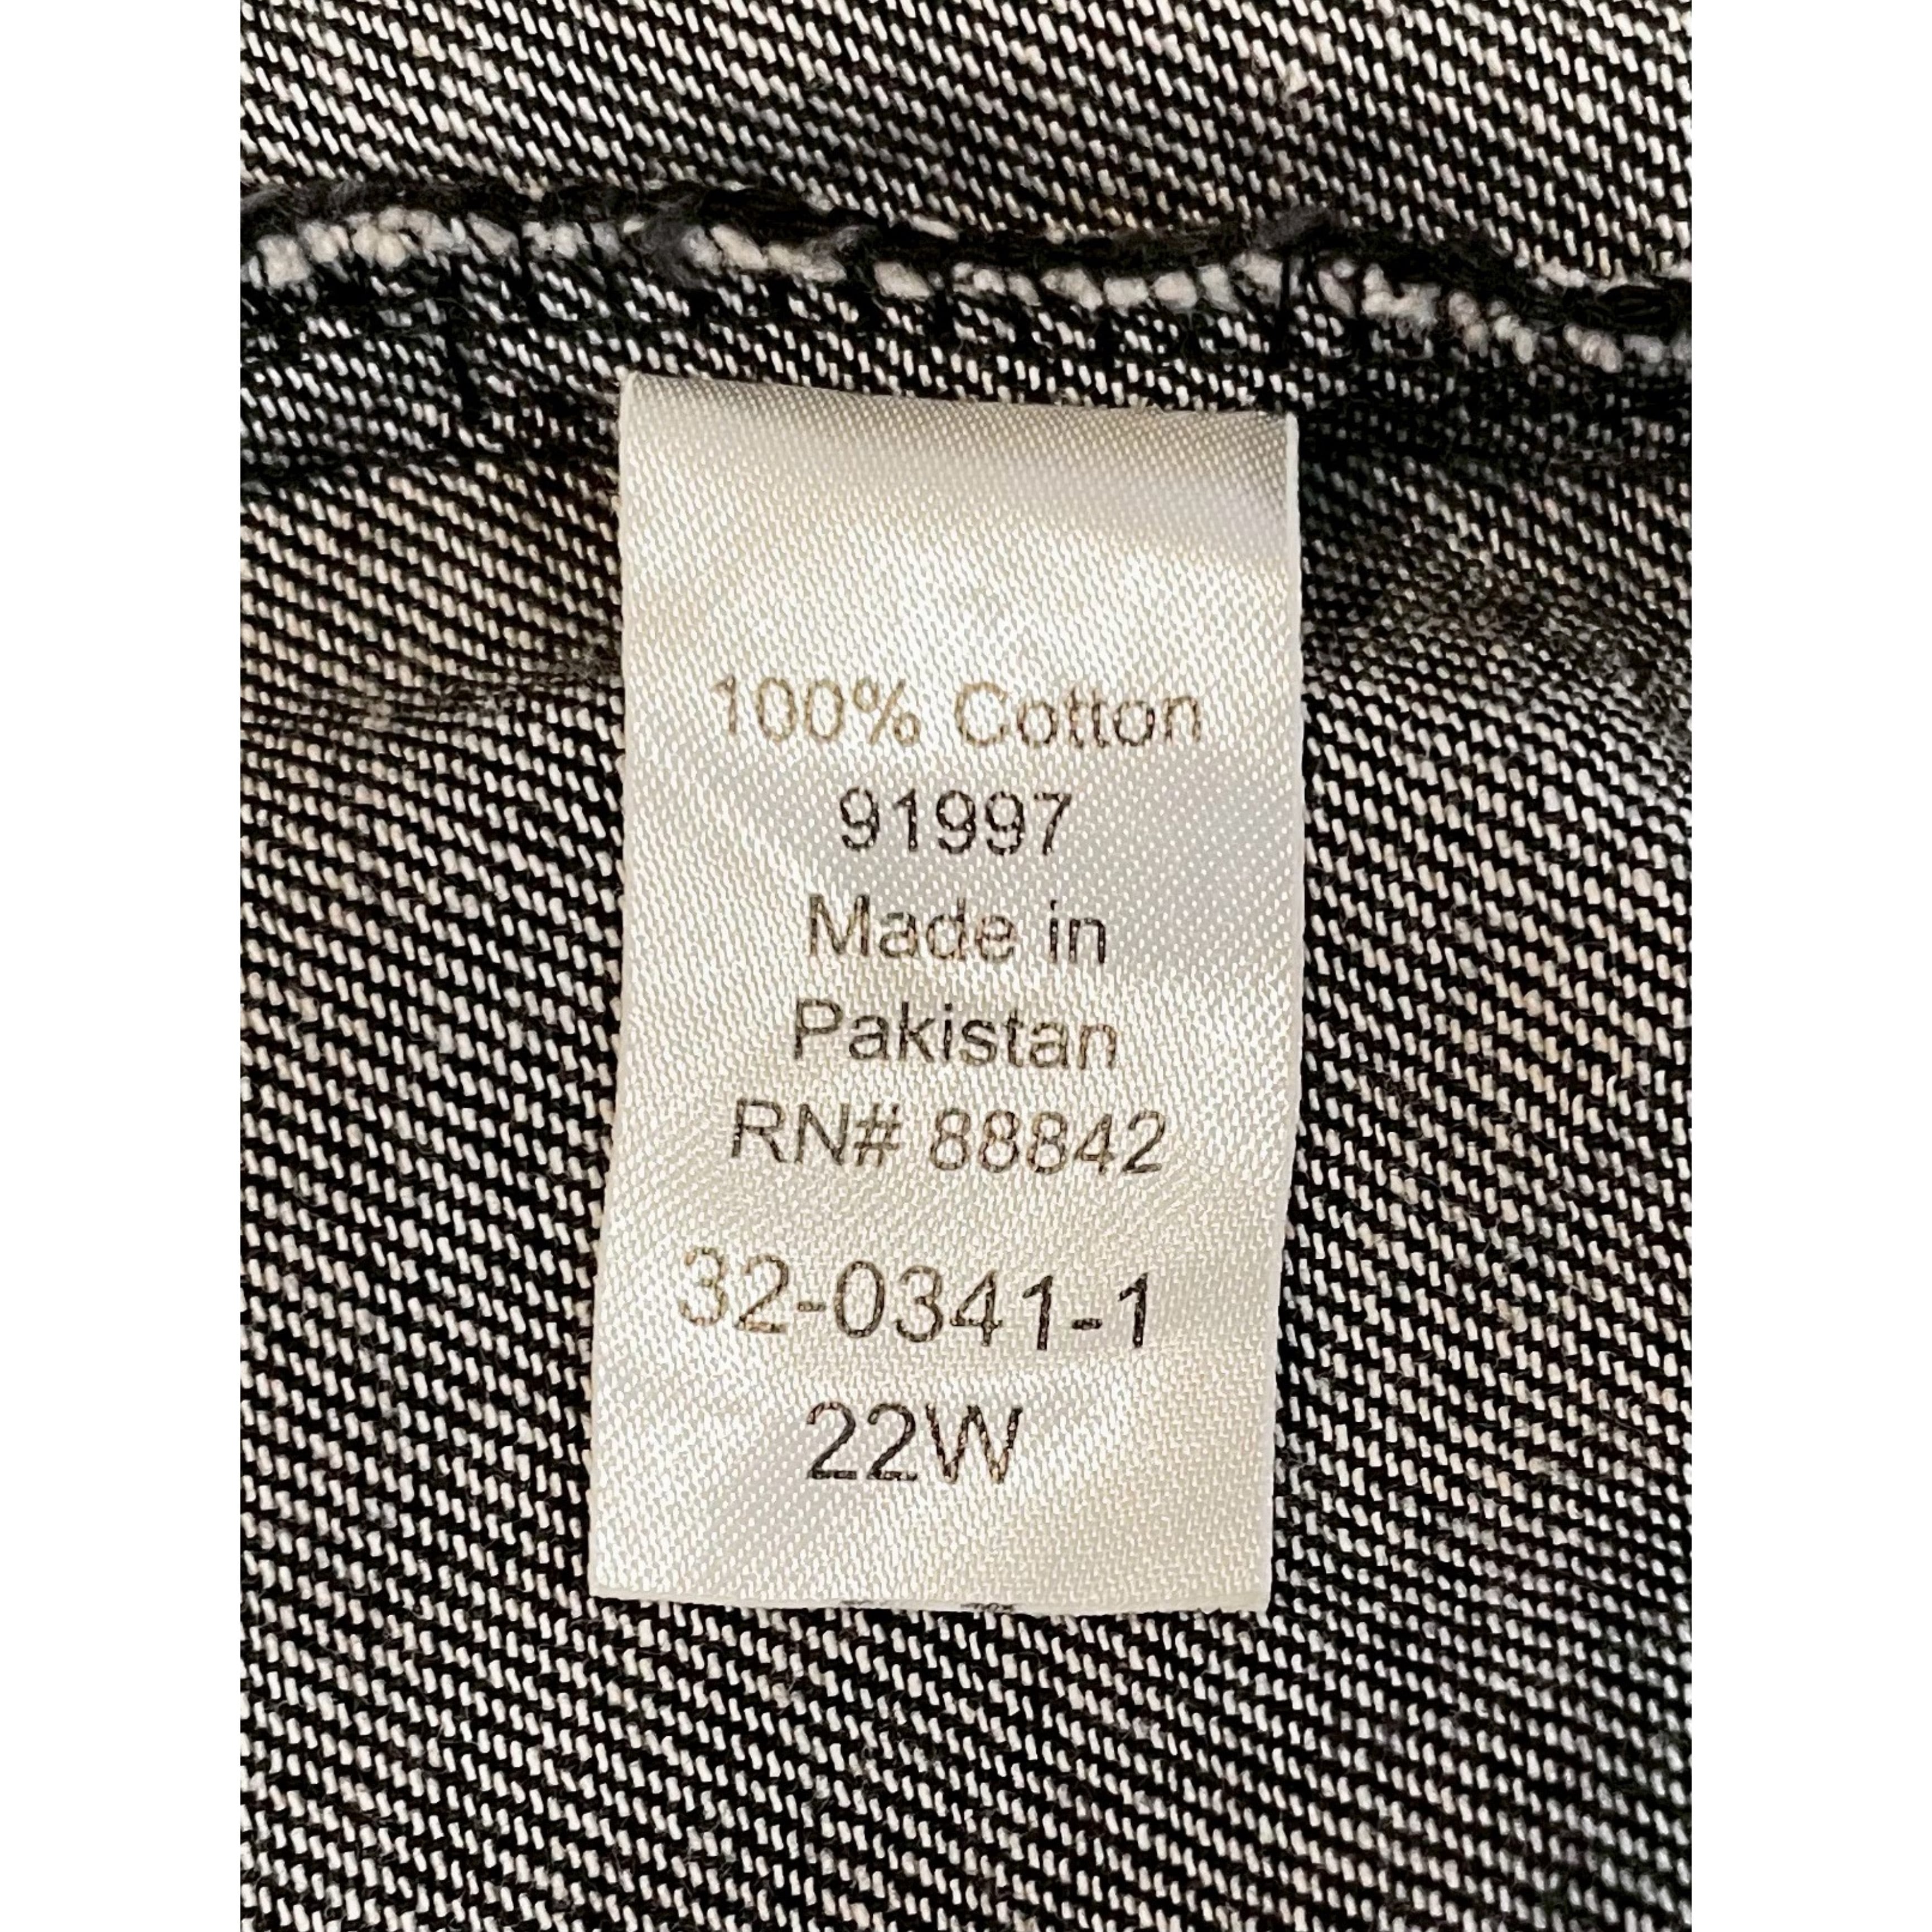 100% Cotton
91997
Made in
Pakistan
RN# 88842
32-0341-1
22W